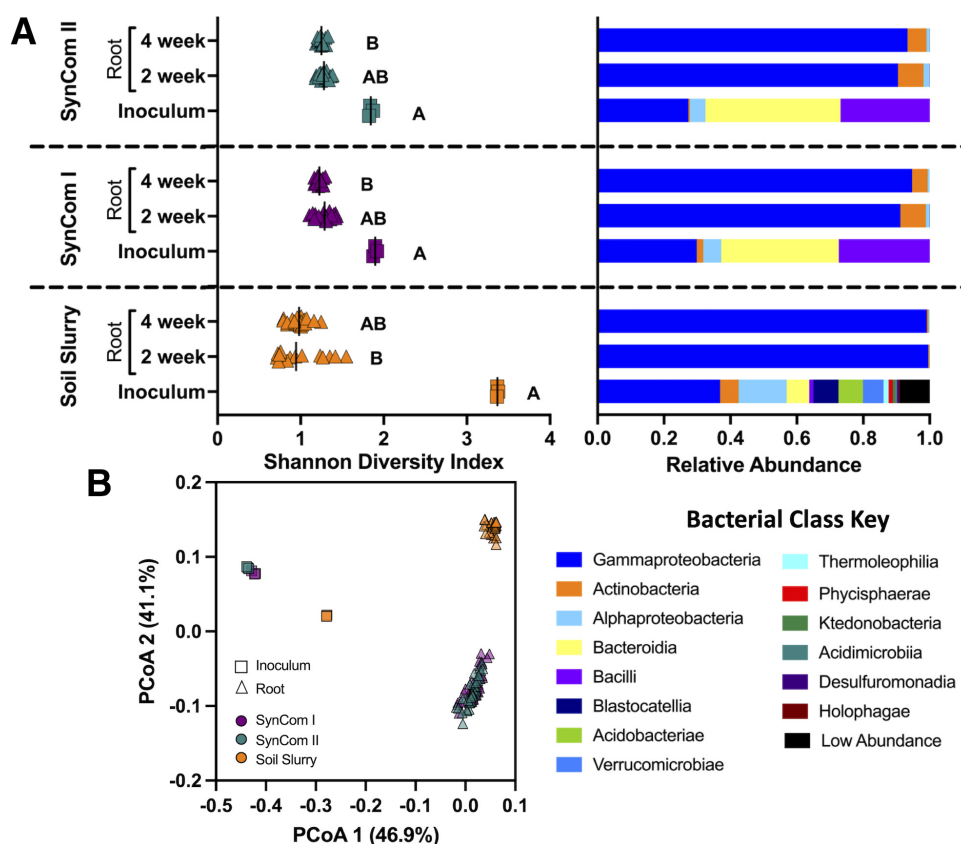 A
SynCom II
Root
4 week
B
2 week
AB
Inoculum
A
SynCom I
Root
4 week
B
2 week
AB
Inoculum
A
Soil Slurry
Root
4 week
AB
2 week
B
Inoculum
A
0 1 2 3 4
Shannon Diversity Index
0.0 0.2 0.4 0.6 0.8 1.0
Relative Abundance
B
0.2
0.1
0.0
-0.1
-0.2
PCoA 2 (41.1%)
Inoculum
Root
SynCom I
SynCom II
Soil Slurry
-0.5 -0.4 -0.3 -0.2 -0.1 0.0 0.1
PCoA 1 (46.9%)
Bacterial Class Key
Gammaproteobacteria
Actinobacteria
Alphaproteobacteria
Bacteroidia
Bacilli
Blastocatellia
Acidobacteriae
Verrucomicrobiae
Thermoleophilia
Phycisphaerae
Ktedonobacteria
Acidimicrobiia
Desulfuromonadia
Holophagae
Low Abundance